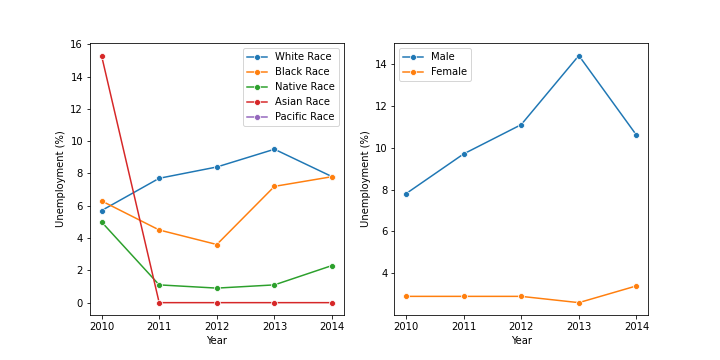 16
14
12
10
8
6
4
2
0
Unemployment (%)
2010 2011 2012 2013 2014
Year
White Race
Black Race
Native Race
Asian Race
Pacific Race
14
12
10
8
6
4
Unemployment (%)
2010 2011 2012 2013 2014
Year
Male
Female